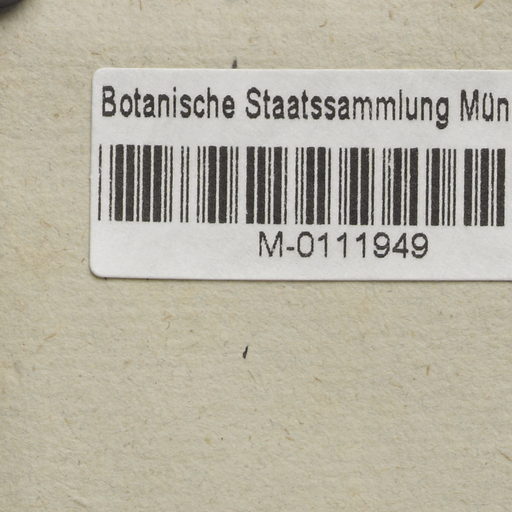 Botanische Staatssammlung Mün
M-0111949